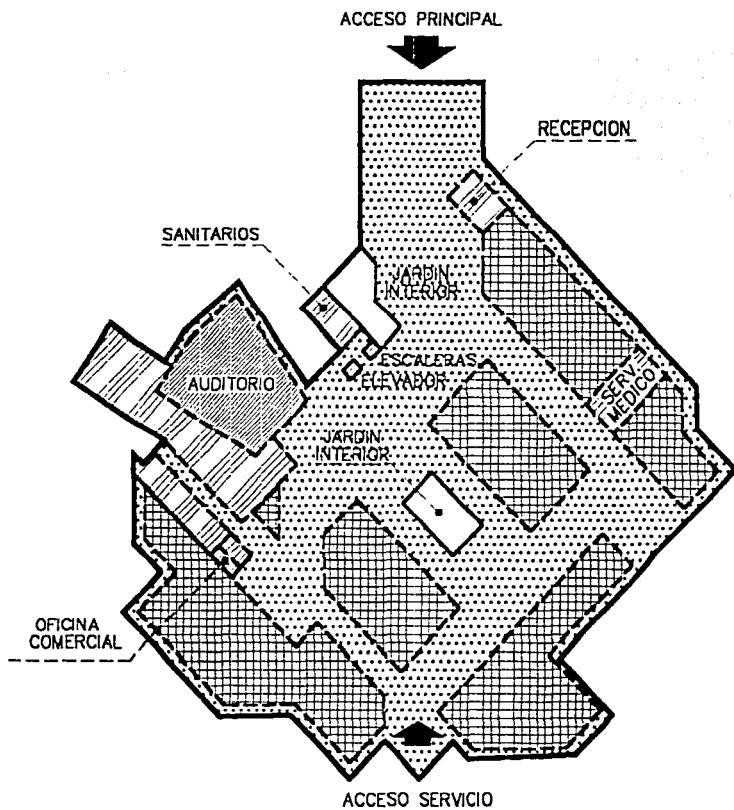 ACCESO PRINCIPAL
RECEPCION
SANITARIOS
JARDIN
INTERIOR
ESCALERAS
ELEVADOR
AUDITORIO
SERV.
MEDICO
JARDIN
INTERIOR
OFICINA
COMERCIAL
ACCESO SERVICIO